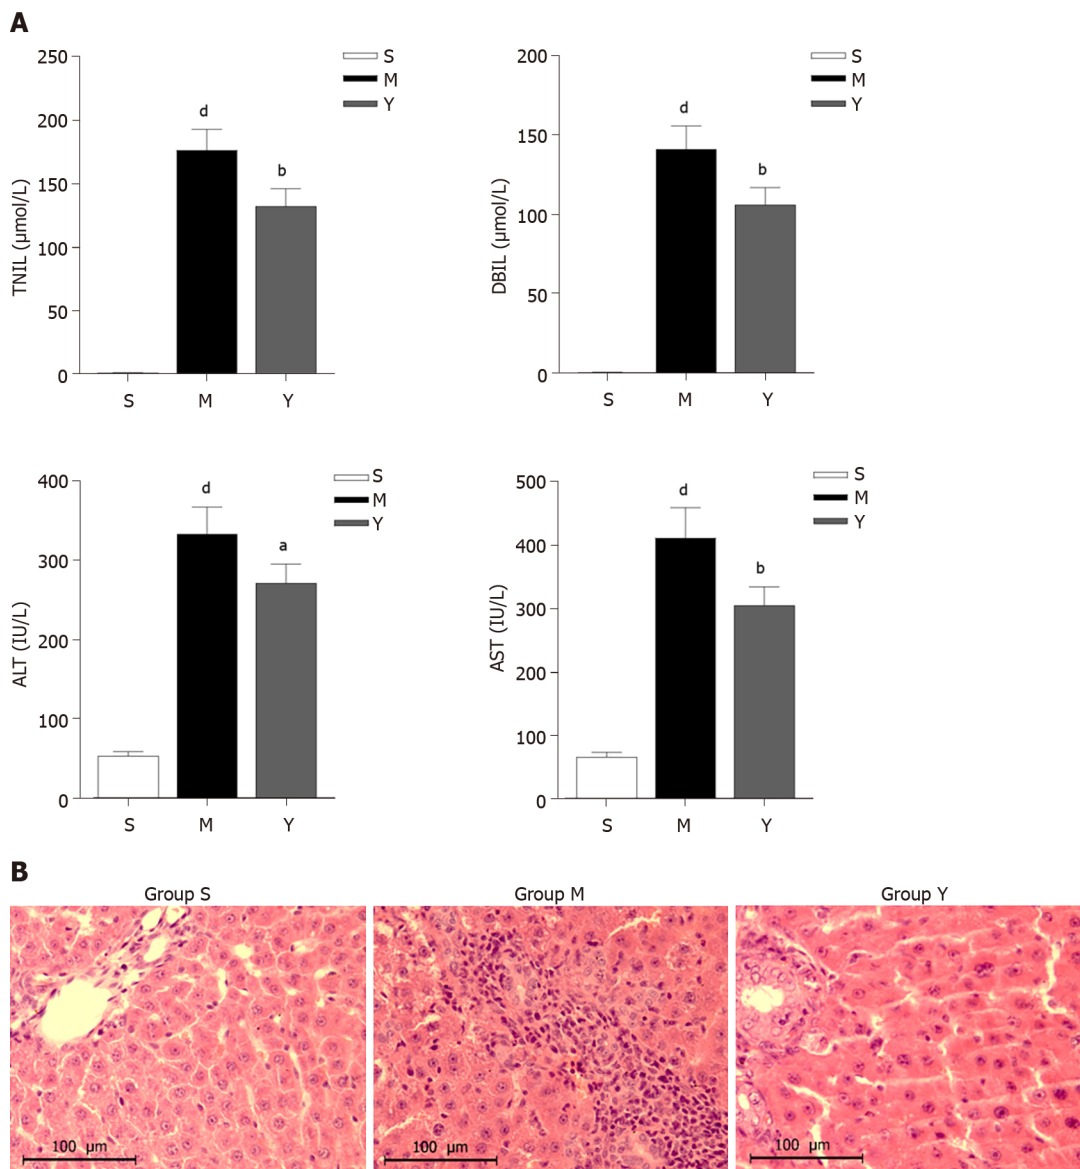 A
TNIL (µmol/L)
250
200
150
100
50
0
S
M
Y
d
b
S
M
Y
DBIL (µmol/L)
200
150
100
50
0
S
M
Y
d
b
S
M
Y
ALT (IU/L)
400
300
200
100
0
S
M
Y
d
a
S
M
Y
AST (IU/L)
500
400
300
200
100
0
S
M
Y
d
b
S
M
Y
B
Group S
Group M
Group Y
100 µm
100 µm
100 µm